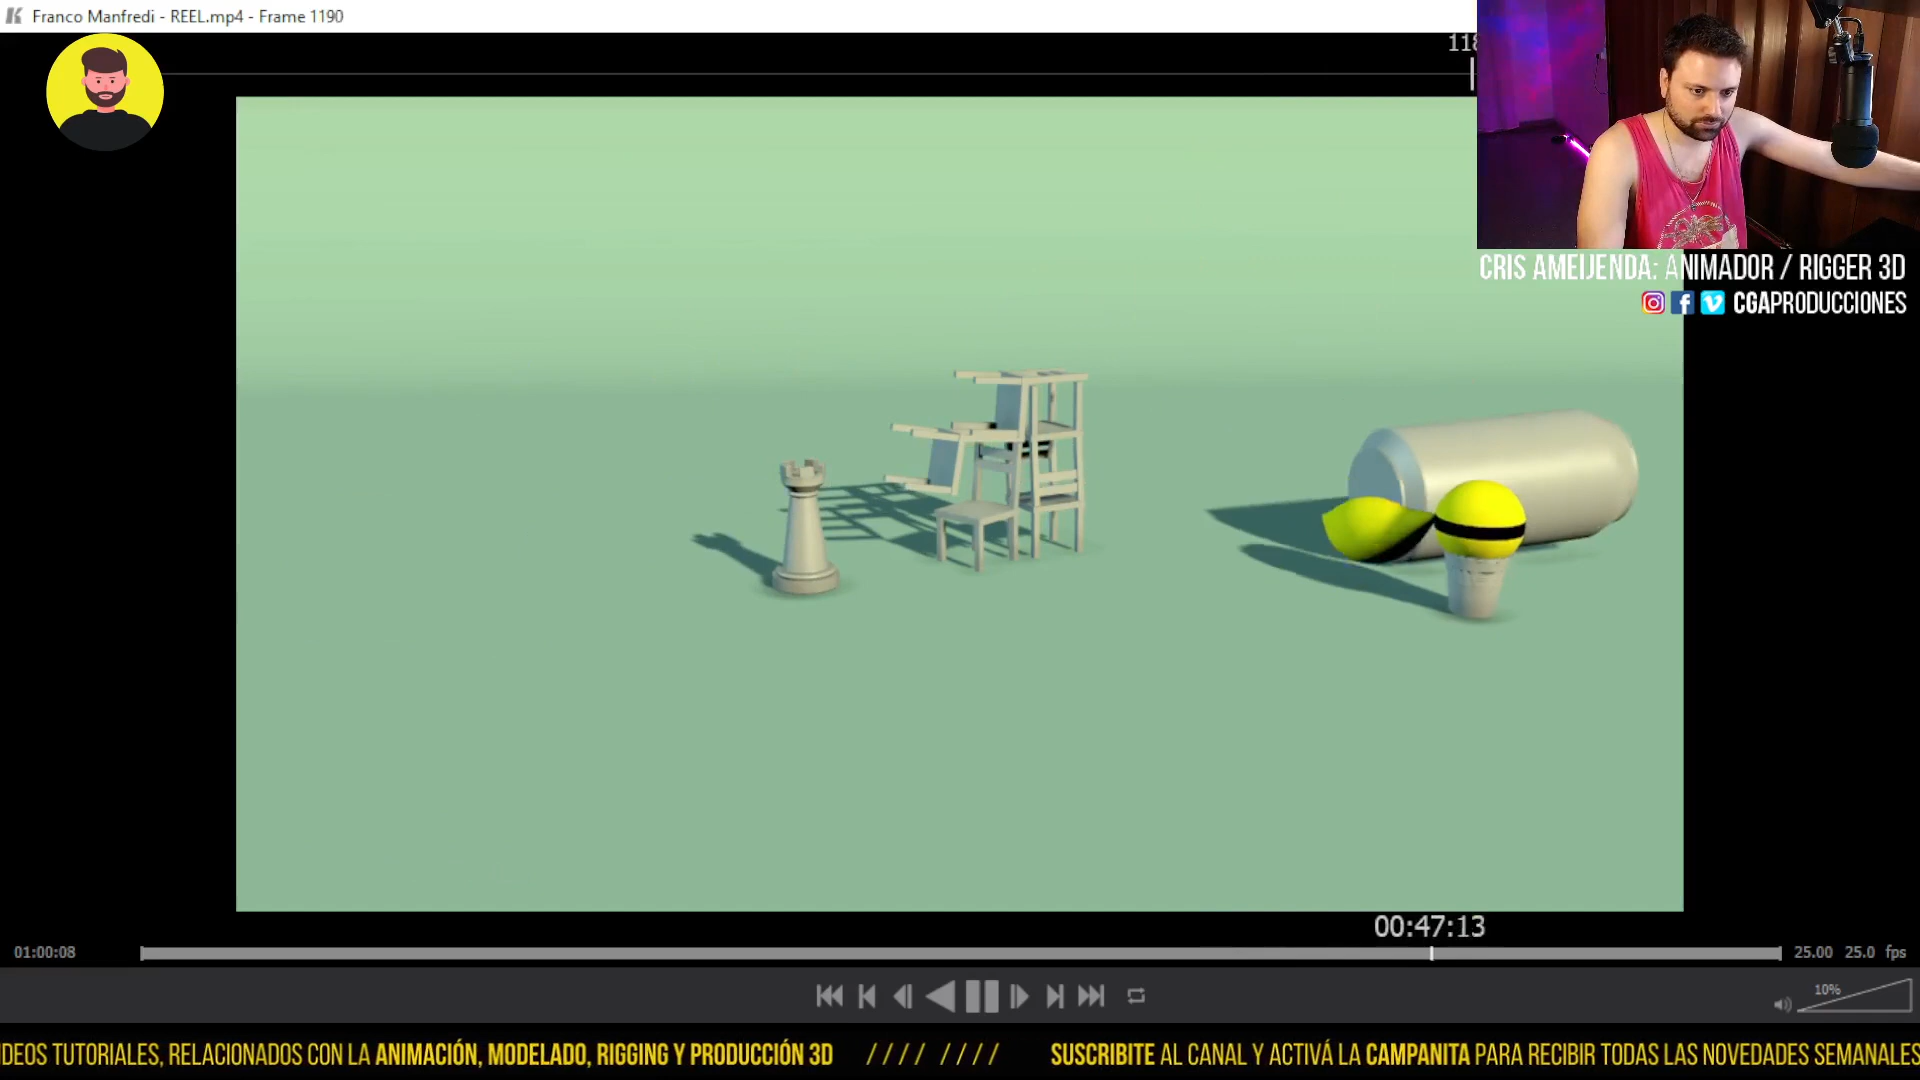 Franco Manfredi - REEL.mp4 - Frame 1190
118
CRIS AMEIJENDA: ANIMADOR / RIGGER 3D
CGAPRODUCCIONES
00:47:13
01:00:08
25.00 25.0 fps
10%
IDEOS TUTORIALES, RELACIONADOS CON LA ANIMACIÓN, MODELADO, RIGGING Y PRODUCCIÓN 3D //// //// SUSCRIBITE AL CANAL Y ACTIVÁ LA CAMPANITA PARA RECIBIR TODAS LAS NOVEDADES SEMANALES